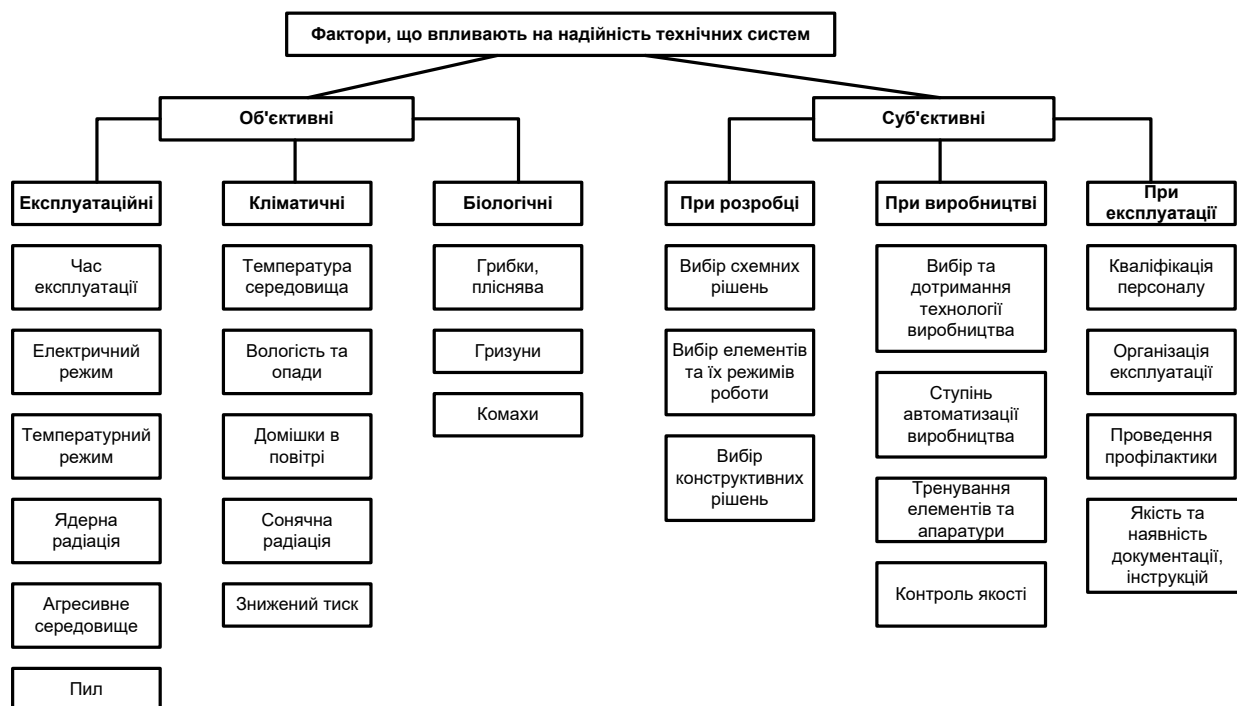 Фактори, що впливають на надійність технічних систем
Об'єктивні
Суб'єктивні
Експлуатаційні
Кліматичні
Біологічні
При розробці
При виробництві
При
експлуатації
Час
експлуатації
Електричний
режим
Температурний
режим
Ядерна
радіація
Агресивне
середовище
Пил
Температура
середовища
Вологість та
опади
Домішки в
повітрі
Сонячна
радіація
Знижений тиск
Грибки,
пліснява
Гризуни
Комахи
Вибір схемних
рішень
Вибір елементів
та їх режимів
роботи
Вибір
конструктивних
рішень
Вибір та
дотримання
технології
виробництва
Ступінь
автоматизації
виробництва
Тренування
елементів та
апаратури
Контроль якості
Кваліфікація
персоналу
Організація
експлуатації
Проведення
профілактики
Якість та
наявність
документації,
інструкцій